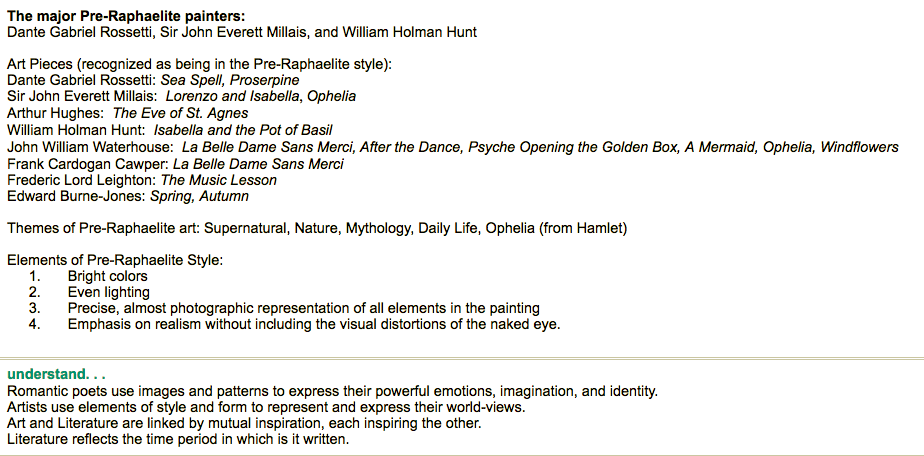 The major Pre-Raphaelite painters:
Dante Gabriel Rossetti, Sir John Everett Millais, and William Holman Hunt
Art Pieces (recognized as being in the Pre-Raphaelite style):
Dante Gabriel Rossetti: Sea Spell, Proserpine
Sir John Everett Millais:  Lorenzo and Isabella, Ophelia
Arthur Hughes:  The Eve of St. Agnes
William Holman Hunt:  Isabella and the Pot of Basil
John William Waterhouse:  La Belle Dame Sans Merci, After the Dance, Psyche Opening the Golden Box, A Mermaid, Ophelia, Windflowers
Frank Cardogan Cawper: La Belle Dame Sans Merci
Frederic Lord Leighton: The Music Lesson
Edward Burne-Jones: Spring, Autumn
Themes of Pre-Raphaelite art: Supernatural, Nature, Mythology, Daily Life, Ophelia (from Hamlet)
Elements of Pre-Raphaelite Style:
1. Bright colors
2. Even lighting
3. Precise, almost photographic representation of all elements in the painting
4. Emphasis on realism without including the visual distortions of the naked eye.
understand. . .
Romantic poets use images and patterns to express their powerful emotions, imagination, and identity.
Artists use elements of style and form to represent and express their world-views.
Art and Literature are linked by mutual inspiration, each inspiring the other.
Literature reflects the time period in which is it written.